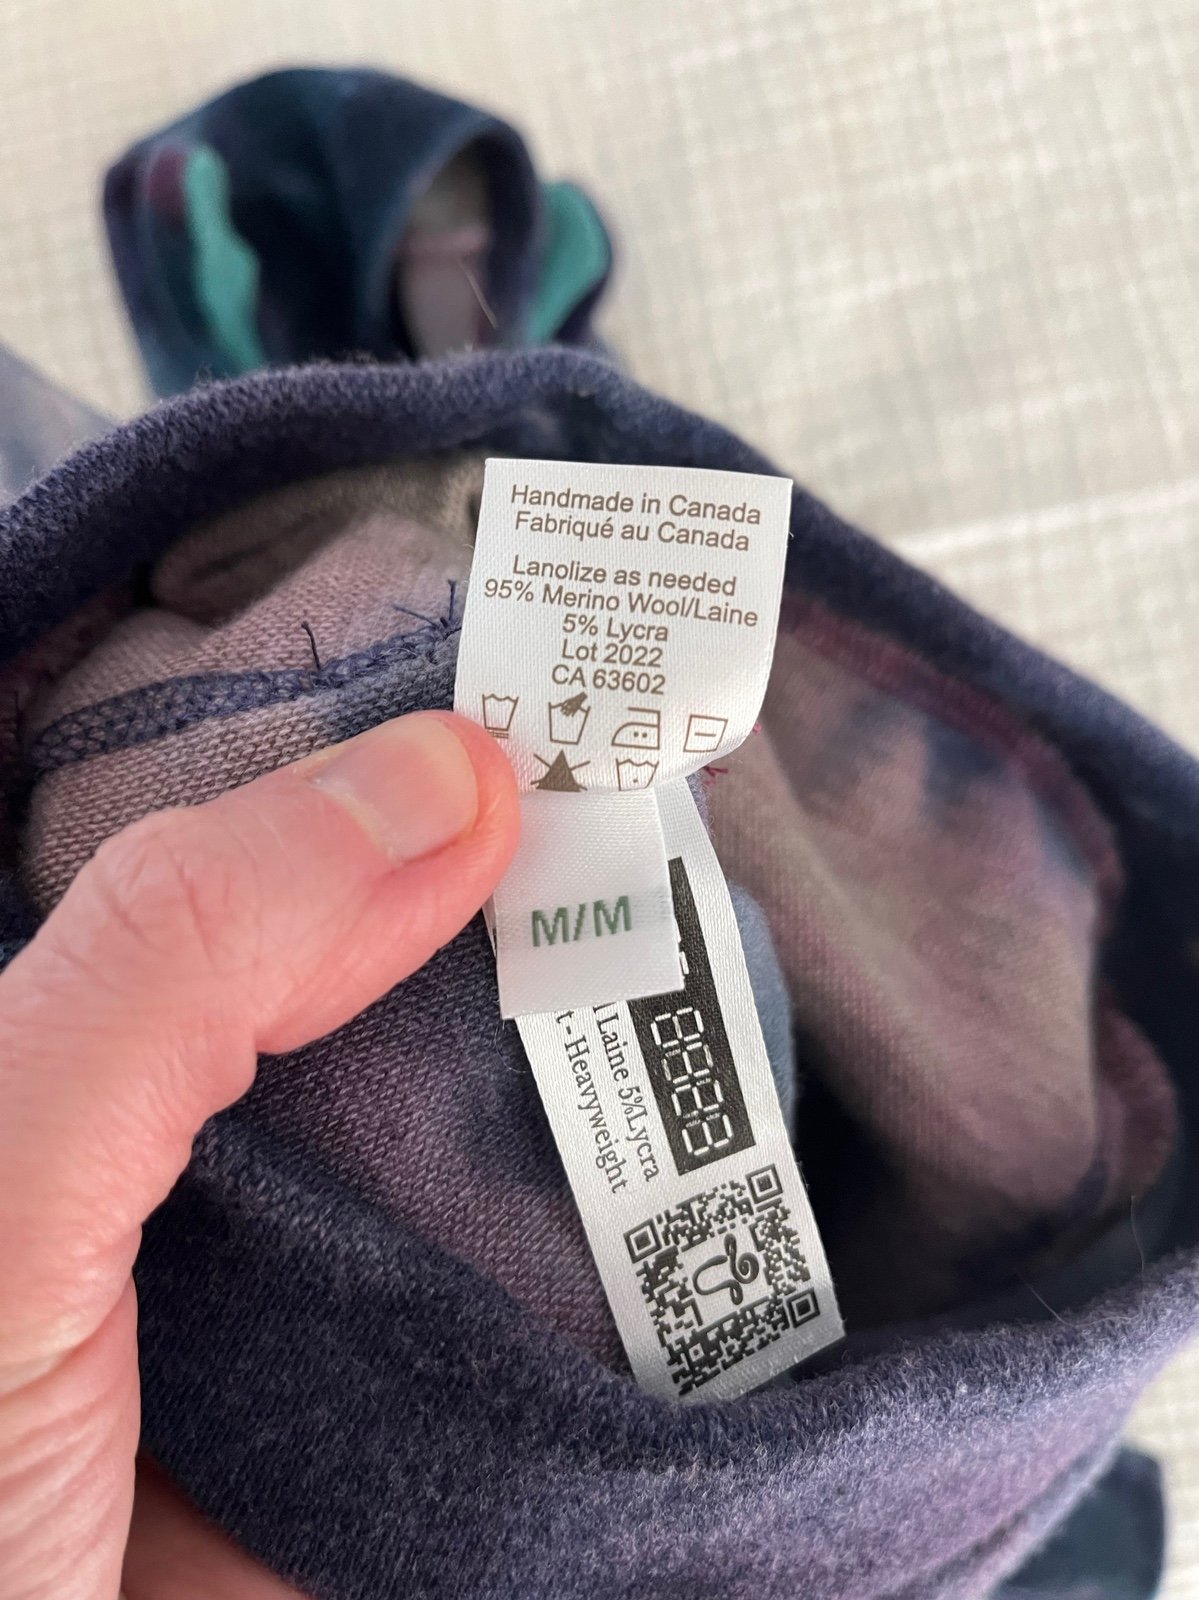 Handmade in Canada
Fabriqué au Canada
Lanolize as needed
95% Merino Wool/Laine
5% Lycra
Lot 2022
CA 63602
M/M
Laine 5%Lycra
Heavyweight